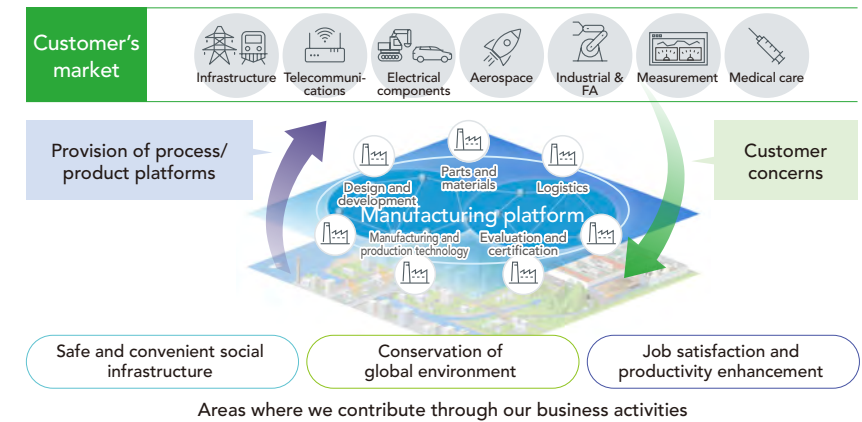 Customer's
market
Infrastructure
Telecommuni-
cations
Electrical
components
Aerospace
Industrial &
FA
Measurement
Medical care
Provision of process/
product platforms
Customer
concerns
Parts and
materials
Design and
development
Logistics
Manufacturing platform
Manufacturing and
production technology
Evaluation and
certification
Safe and convenient social
infrastructure
Conservation of
global environment
Job satisfaction and
productivity enhancement
Areas where we contribute through our business activities